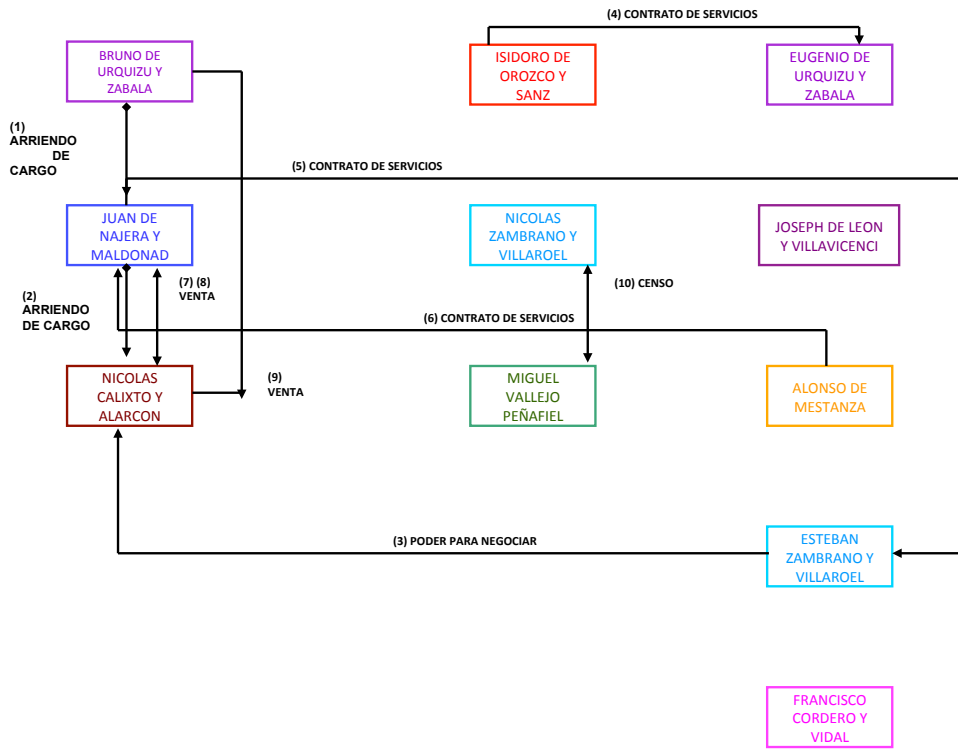 (4) CONTRATO DE SERVICIOS
BRUNO DE
URQUIZU Y
ZABALA
ISIDORO DE
OROZCO Y
SANZ
EUGENIO DE
URQUIZU Y
ZABALA
(1)
ARRIENDO
DE
CARGO
(5) CONTRATO DE SERVICIOS
JUAN DE
NAJERA Y
MALDONAD
NICOLAS
ZAMBRANO Y
VILLAROEL
JOSEPH DE LEON
Y VILLAVICENCI
(2)
ARRIENDO
DE CARGO
(7) (8)
VENTA
(10) CENSO
(6) CONTRATO DE SERVICIOS
NICOLAS
CALIXTO Y
ALARCON
(9)
VENTA
MIGUEL
VALLEJO
PEÑAFIEL
ALONSO DE
MESTANZA
(3) PODER PARA NEGOCIAR
ESTEBAN
ZAMBRANO Y
VILLAROEL
FRANCISCO
CORDERO Y
VIDAL